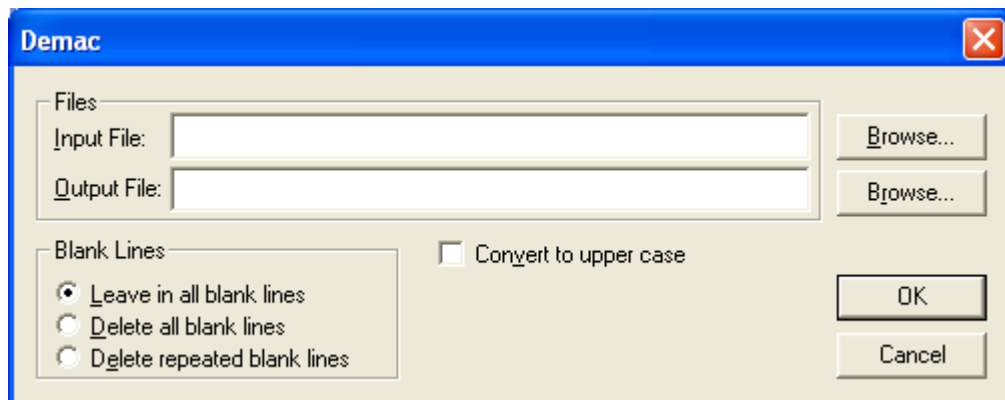 Demac
Files
Input File:
Browse...
Output File:
Browse...
Blank Lines
Leave in all blank lines
Delete all blank lines
Delete repeated blank lines
Convert to upper case
OK
Cancel